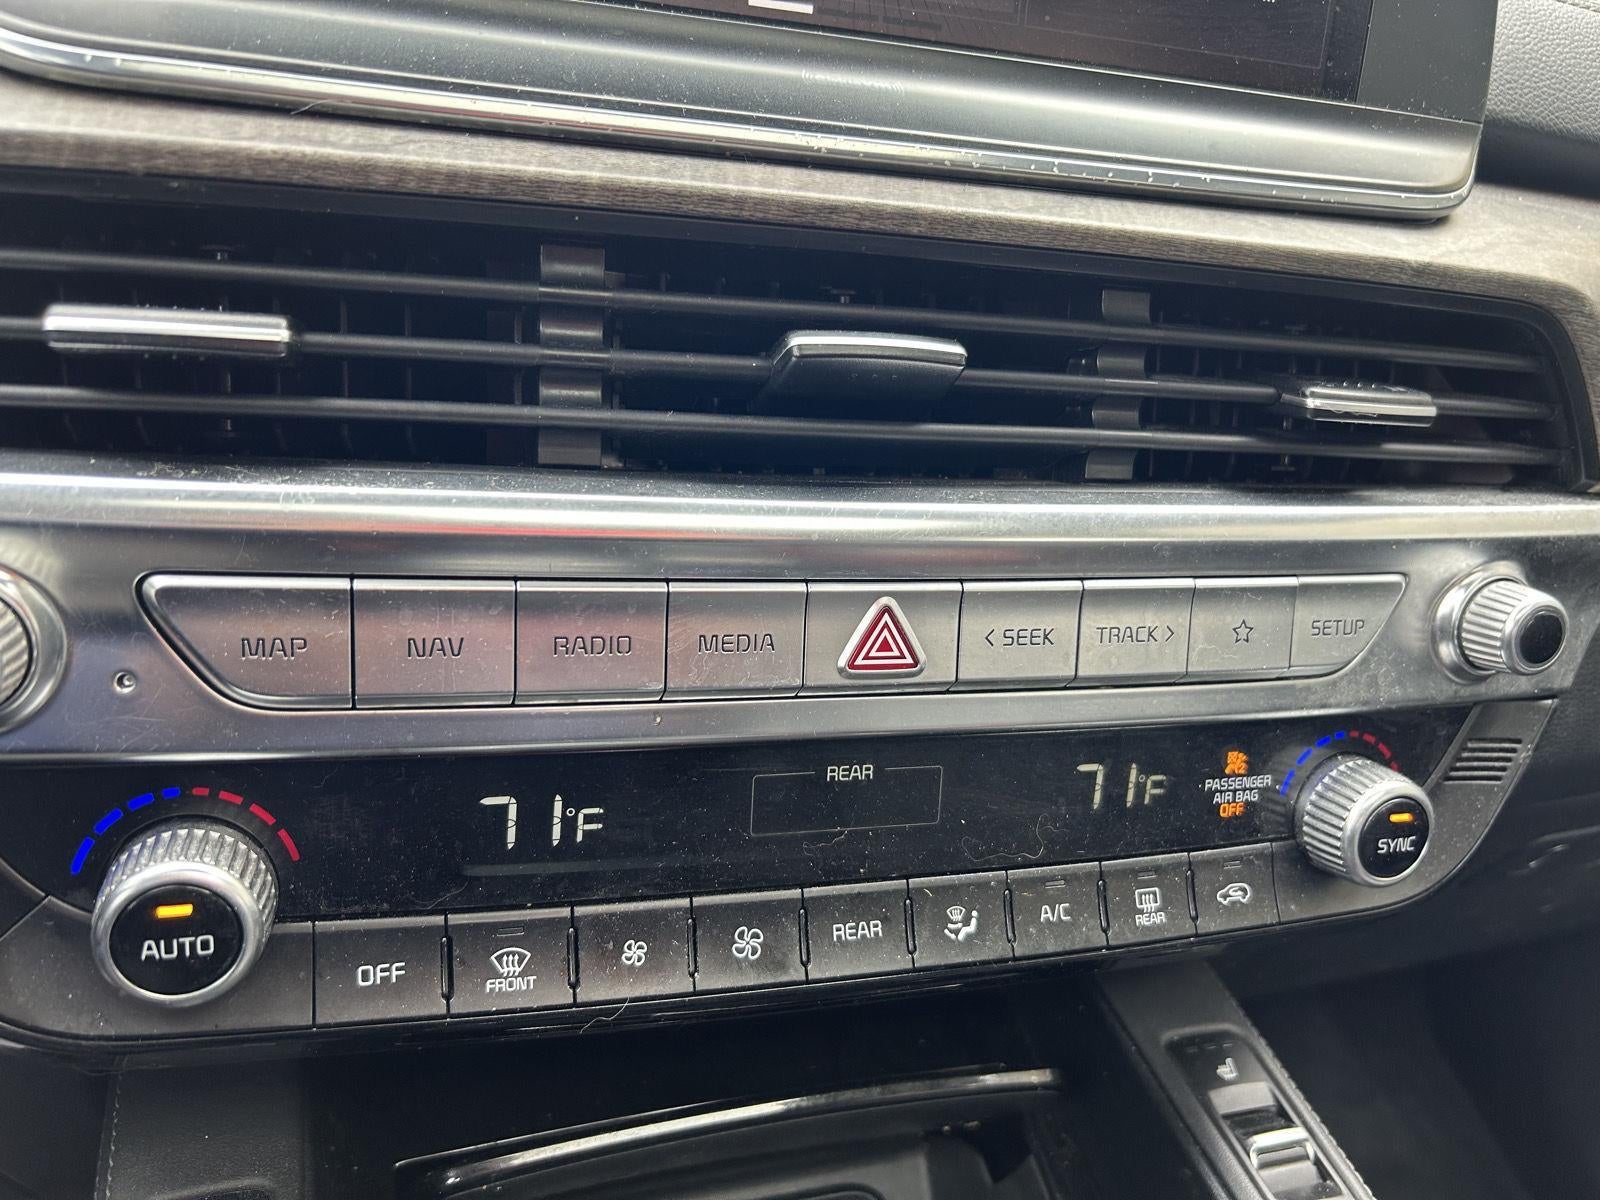 MAP NAV RADIO MEDIA < SEEK TRACK > SETUP
REAR
71°F 71°F
PASSENGER
AIR BAG
OFF
SYNC
AUTO OFF FRONT REAR A/C REAR